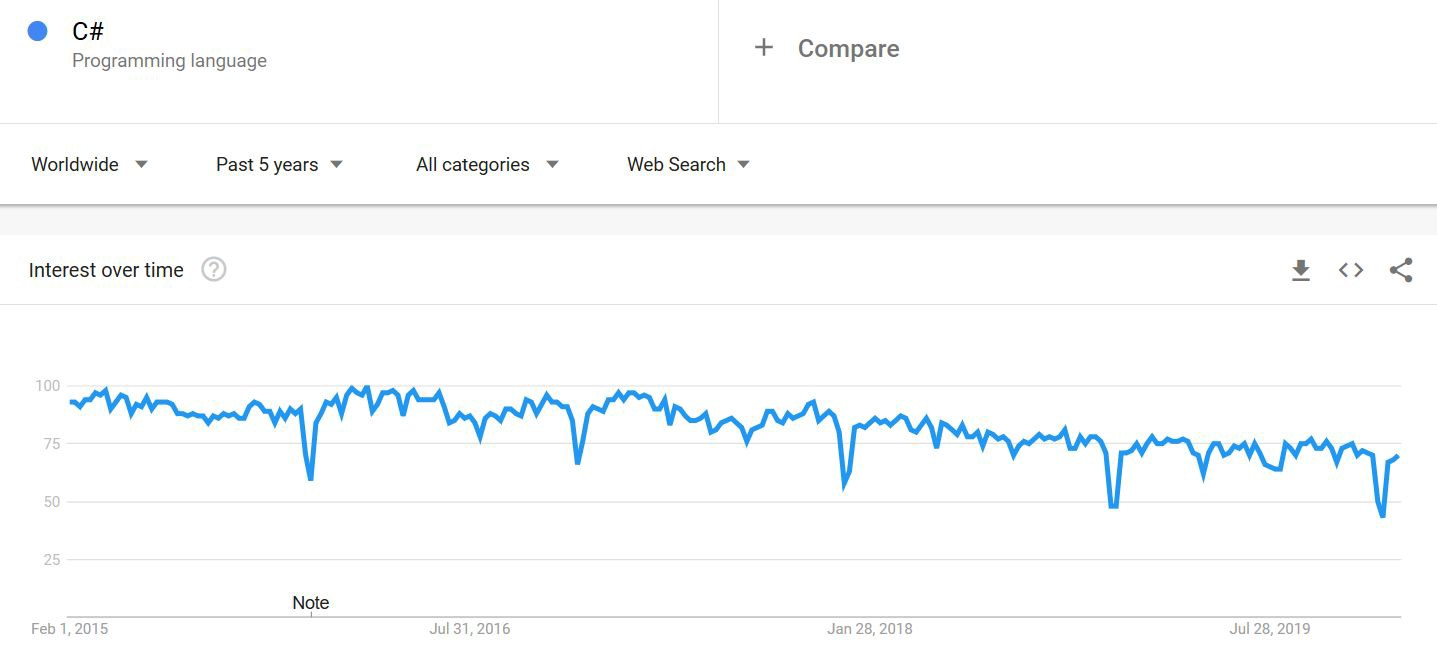 C#
Programming language
+ Compare
Worldwide Past 5 years All categories Web Search
Interest over time ?
100
75
50
25
Note
Feb 1, 2015 Jul 31, 2016 Jan 28, 2018 Jul 28, 2019